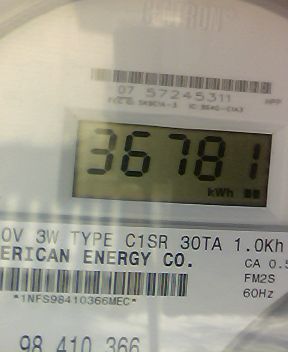 07 57245311
36781
kWh
0V 3W TYPE C1SR 30TA 1.0Kh
ERICAN ENERGY CO.
CA 0.5
FM2S
60Hz
*1NFS98410366MEC*
98 410 366